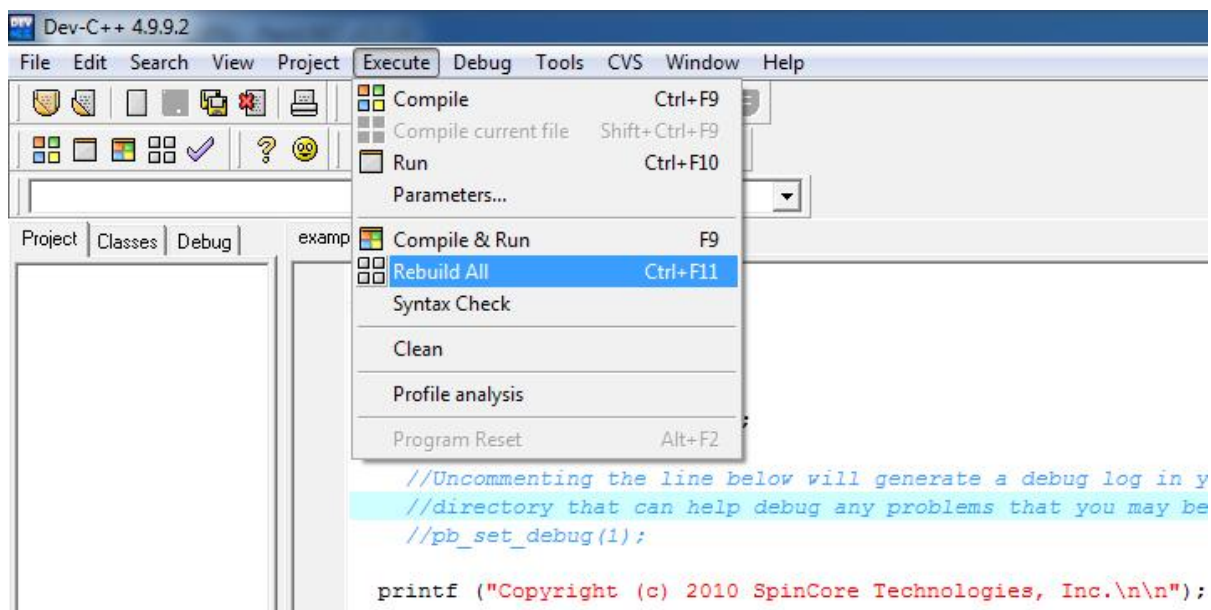 Dev-C++ 4.9.9.2
File Edit Search View Project Execute Debug Tools CVS Window Help
Compile Ctrl+F9
Compile current file Shift+Ctrl+F9
Run Ctrl+F10
Parameters...
Project Classes Debug examp Compile & Run F9
Rebuild All Ctrl+F11
Syntax Check
Clean
Profile analysis
;
Program Reset Alt+F2
//Uncommenting the line below will generate a debug log in y
//directory that can help debug any problems that you may be
//pb_set_debug(1);
printf ("Copyright (c) 2010 SpinCore Technologies, Inc.\n\n");